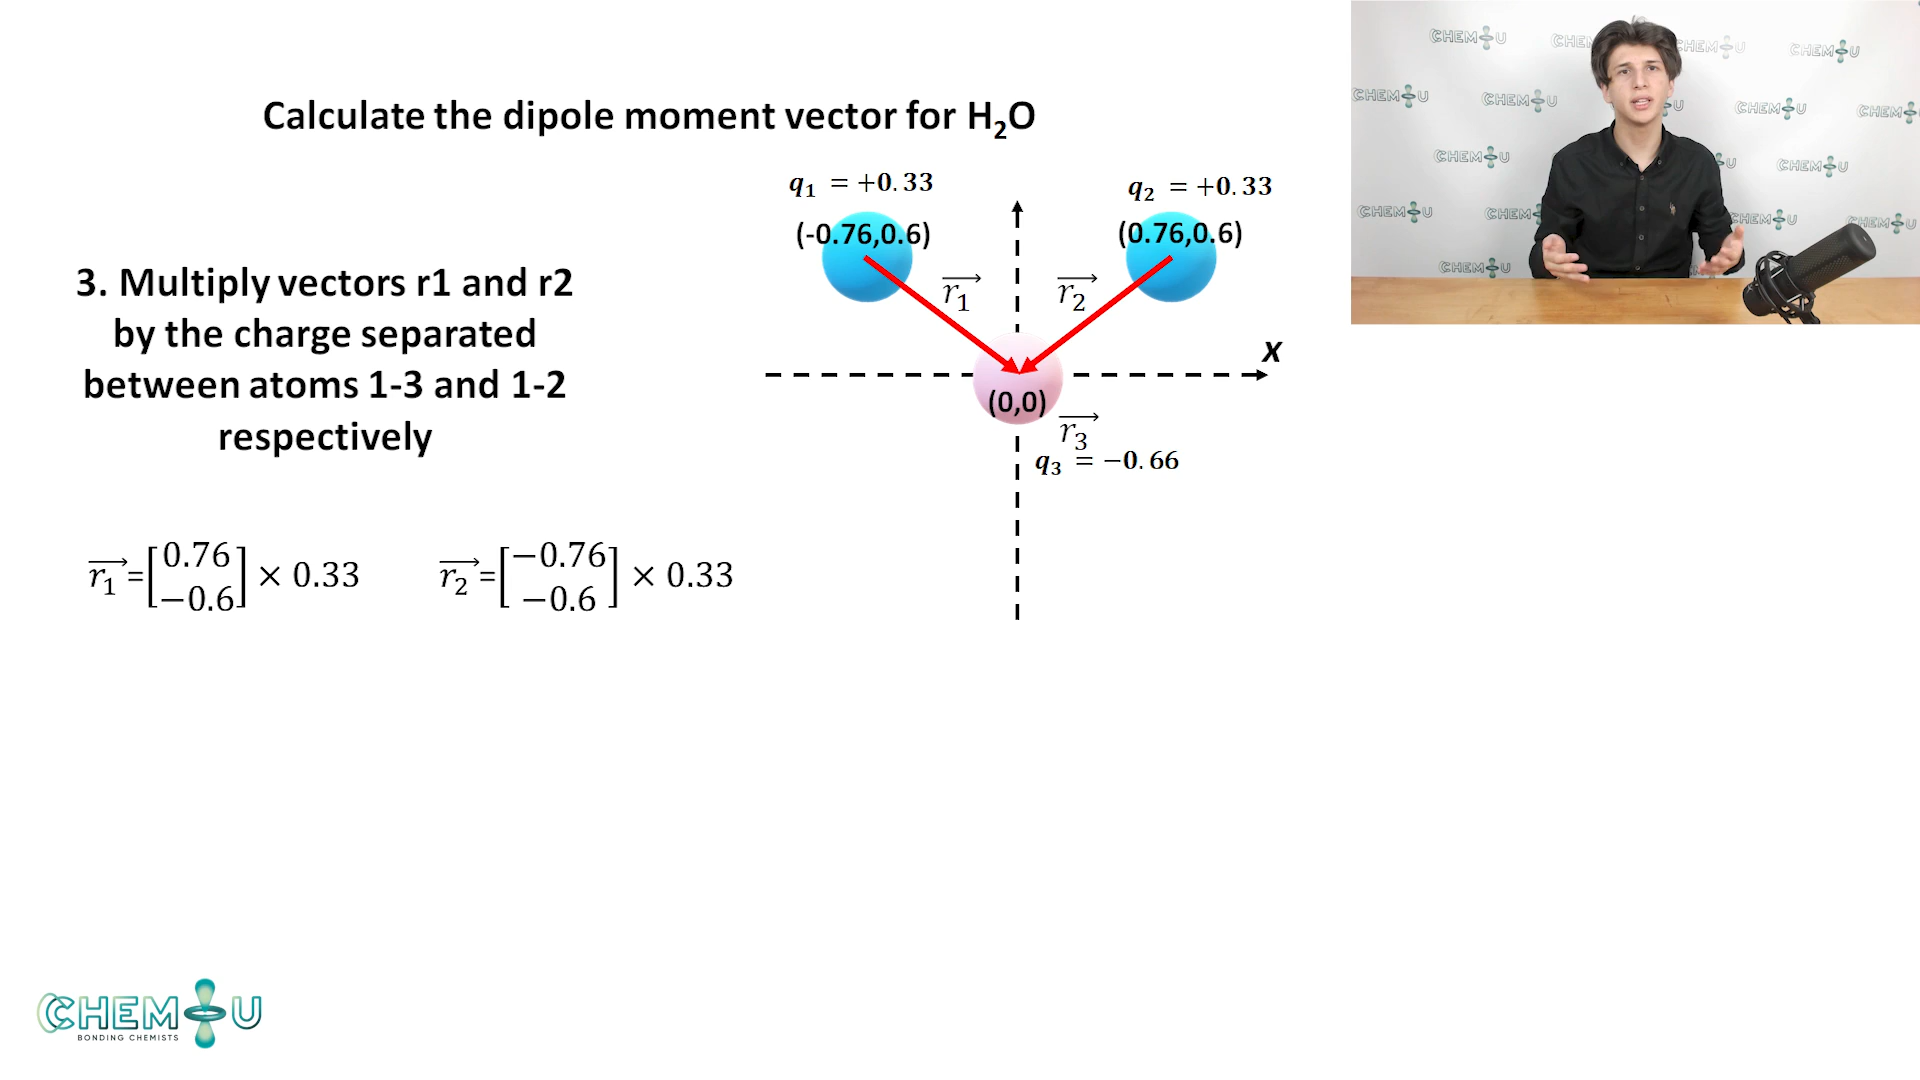 Calculate the dipole moment vector for H₂O
q₁ = +0.33
q₂ = +0.33
(-0.76,0.6)
(0.76,0.6)
r₁
r₂
x
(0,0)
r₃
q₃ = −0.66
3. Multiply vectors r1 and r2
by the charge separated
between atoms 1-3 and 1-2
respectively
r₁=[0.76 −0.6] × 0.33
r₂=[−0.76 −0.6] × 0.33
CHEM U
BONDING CHEMISTS
CHEM U